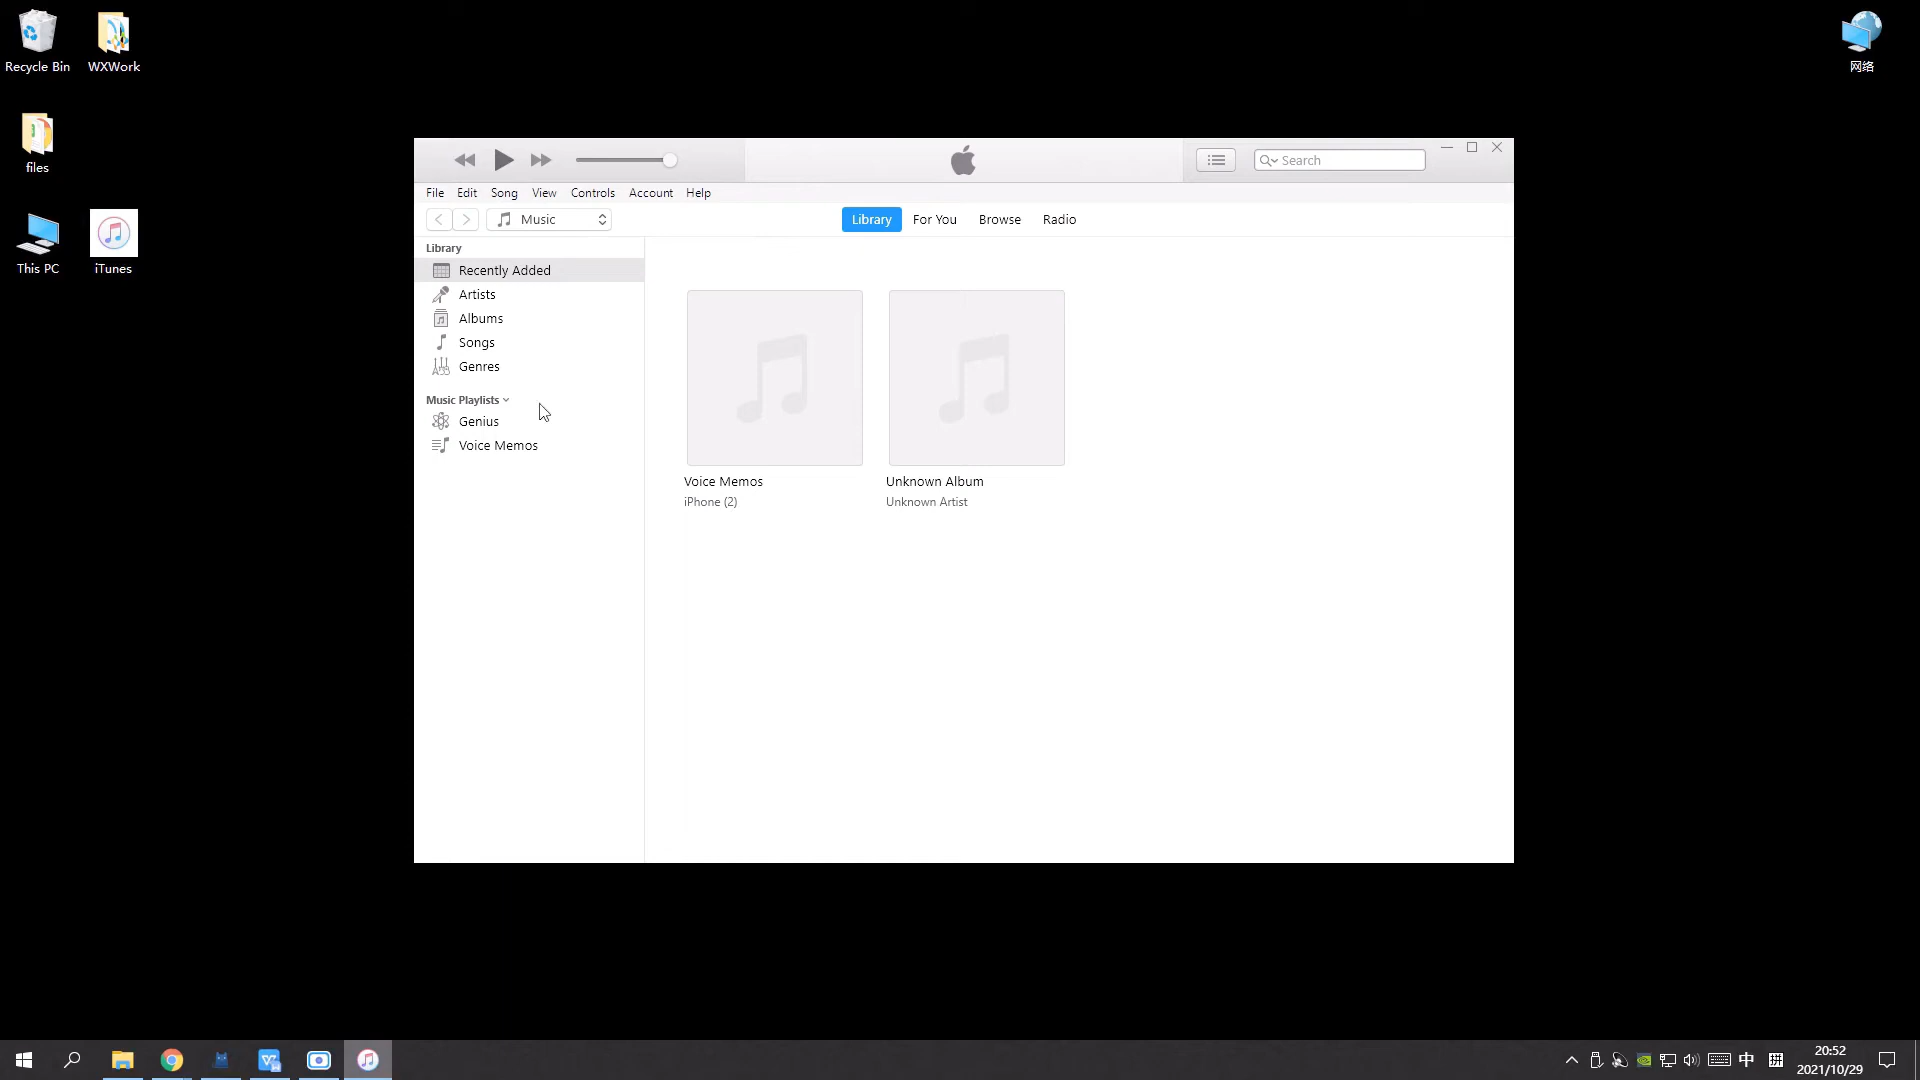 Recycle Bin
WXWork
网络
files
This PC
iTunes
Search
File Edit Song View Controls Account Help
Music
Library For You Browse Radio
Library
Recently Added
Artists
Albums
Songs
Genres
Music Playlists
Genius
Voice Memos
Voice Memos
iPhone (2)
Unknown Album
Unknown Artist
中
拼
20:52
2021/10/29